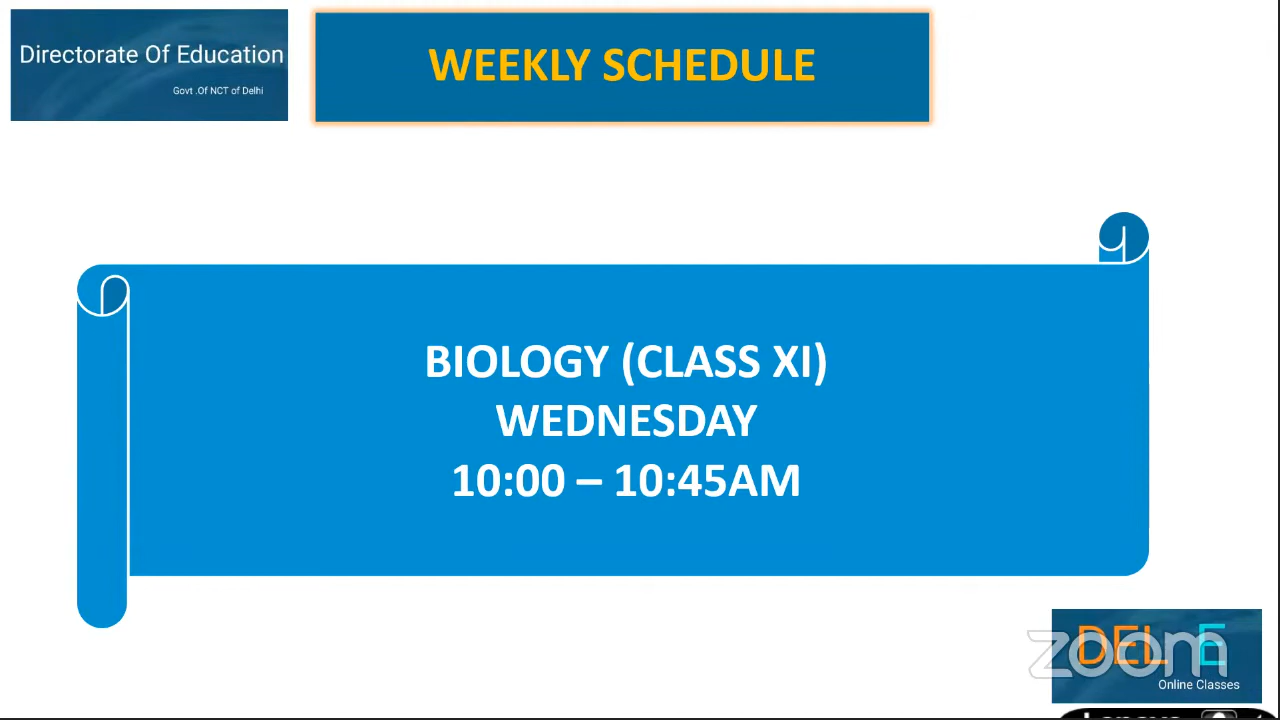 Directorate Of Education
Govt .Of NCT of Delhi
WEEKLY SCHEDULE
BIOLOGY (CLASS XI)
WEDNESDAY
10:00 – 10:45AM
zoom
Online Classes